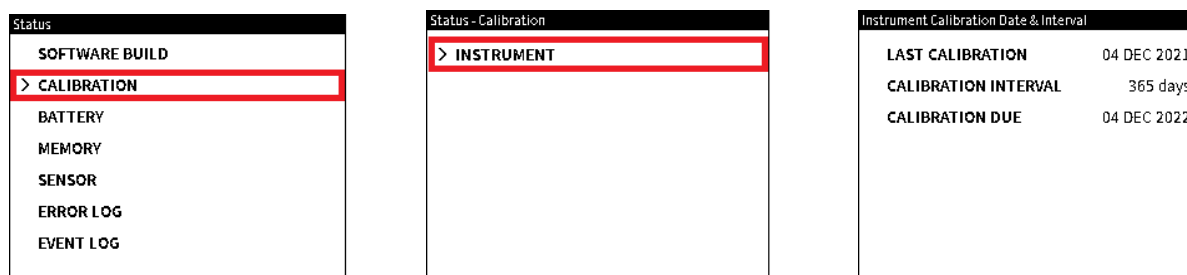 Status
SOFTWARE BUILD
> CALIBRATION
BATTERY
MEMORY
SENSOR
ERROR LOG
EVENT LOG
Status - Calibration
> INSTRUMENT
Instrument Calibration Date & Interval
LAST CALIBRATION 04 DEC 2021
CALIBRATION INTERVAL 365 days
CALIBRATION DUE 04 DEC 2022